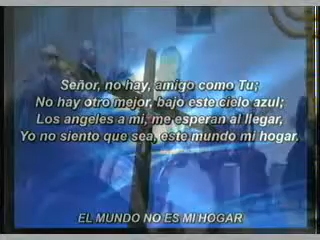 Señor, no hay, amigo como Tu;
No hay otro mejor, bajo este cielo azul;
Los angeles a mi, me esperan al llegar,
Yo no siento que sea, este mundo mi hogar.
EL MUNDO NO ES MI HOGAR